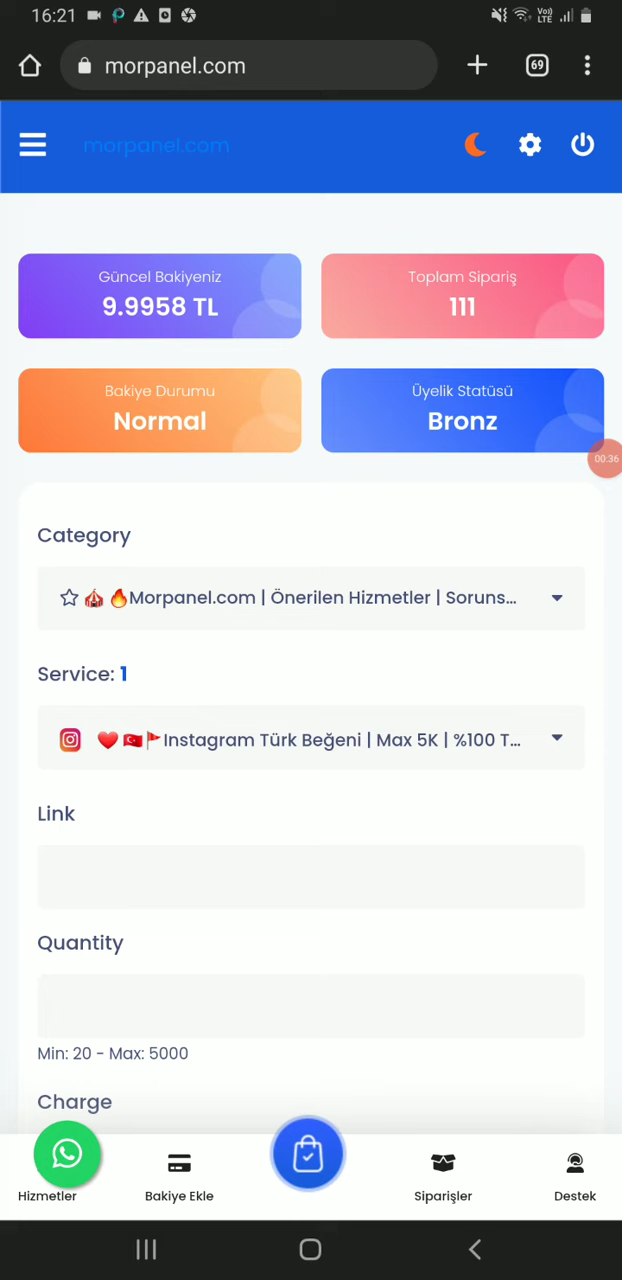 16:21
Vo) LTE
morpanel.com
69
morpanel.com
Güncel Bakiyeniz
9.9958 TL
Toplam Sipariş
111
Bakiye Durumu
Normal
Üyelik Statüsü
Bronz
00:36
Category
Morpanel.com | Önerilen Hizmetler | Soruns...
Service: 1
Instagram Türk Beğeni | Max 5K | %100 T...
Link
Quantity
Min: 20 - Max: 5000
Charge
Hizmetler
Bakiye Ekle
Siparişler
Destek